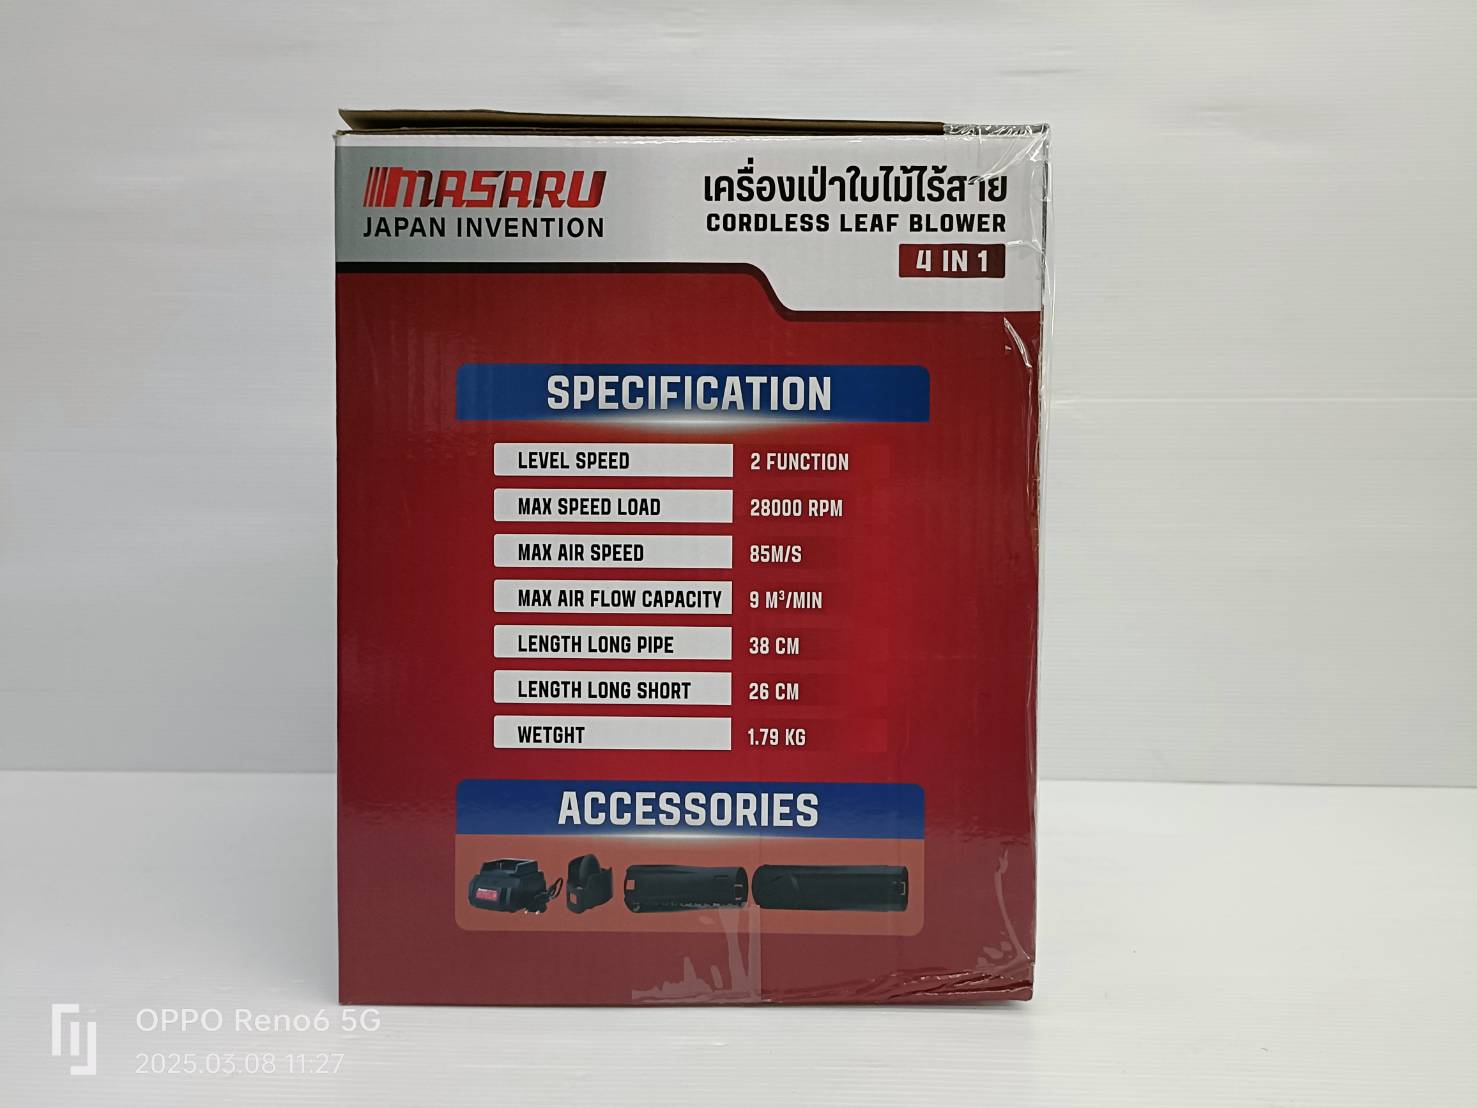 MASARU
JAPAN INVENTION
เครื่องเป่าใบไม้ไร้สาย
CORDLESS LEAF BLOWER
4 IN 1
SPECIFICATION
LEVEL SPEED 2 FUNCTION
MAX SPEED LOAD 28000 RPM
MAX AIR SPEED 85M/S
MAX AIR FLOW CAPACITY 9 M³/MIN
LENGTH LONG PIPE 38 CM
LENGTH LONG SHORT 26 CM
WETGHT 1.79 KG
ACCESSORIES
OPPO Reno6 5G
2025.03.08 11:27